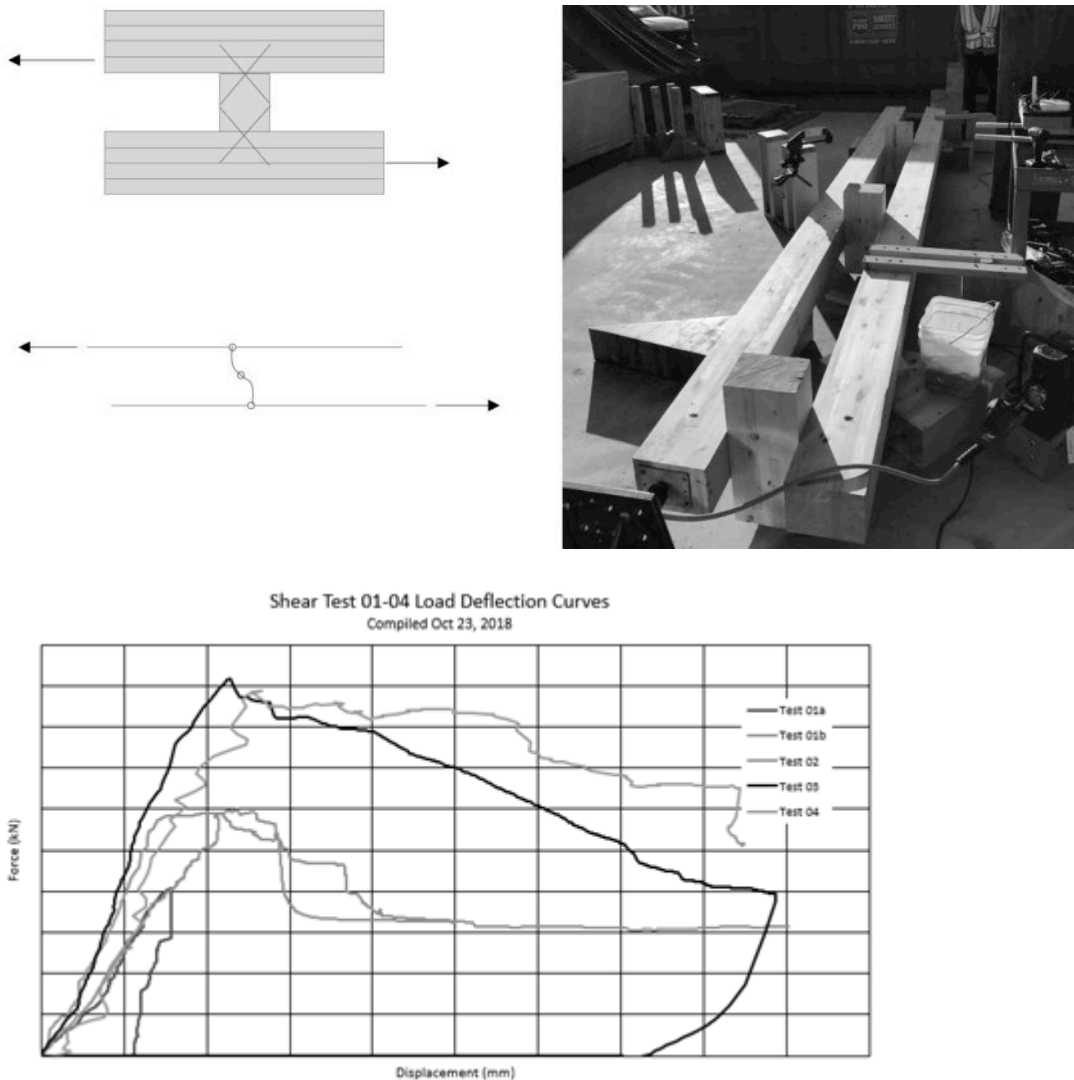 Shear Test 01-04 Load Deflection Curves
Compiled Oct 23, 2018
Test 01a
Test 01b
Test 02
Test 03
Test 04
Force (kN)
Displacement (mm)